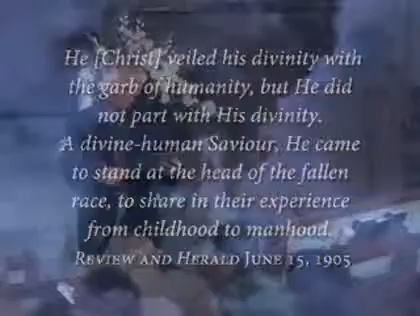 He [Christ] veiled his divinity with
the garb of humanity, but He did
not part with His divinity.
A divine-human Saviour, He came
to stand at the head of the fallen
race, to share in their experience
from childhood to manhood.
REVIEW AND HERALD JUNE 15, 1905